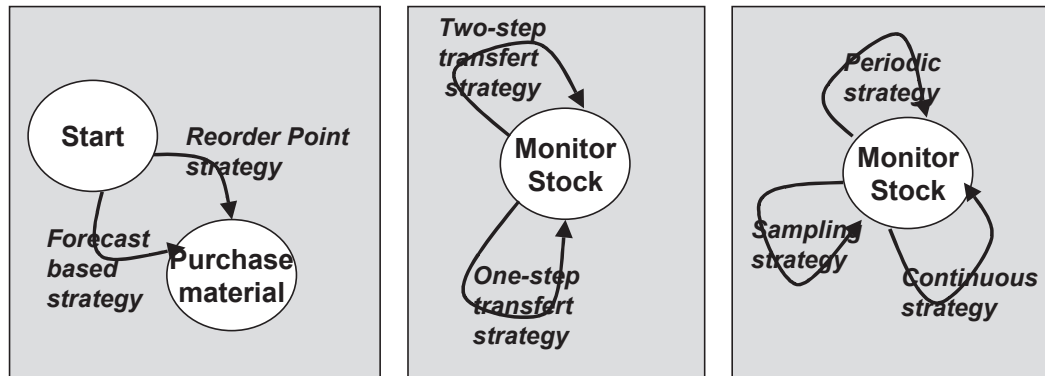 Start
Reorder Point
strategy
Forecast
based
strategy
Purchase
material
Two-step
transfert
strategy
Monitor
Stock
One-step
transfert
strategy
Periodic
strategy
Monitor
Stock
Sampling
strategy
Continuous
strategy